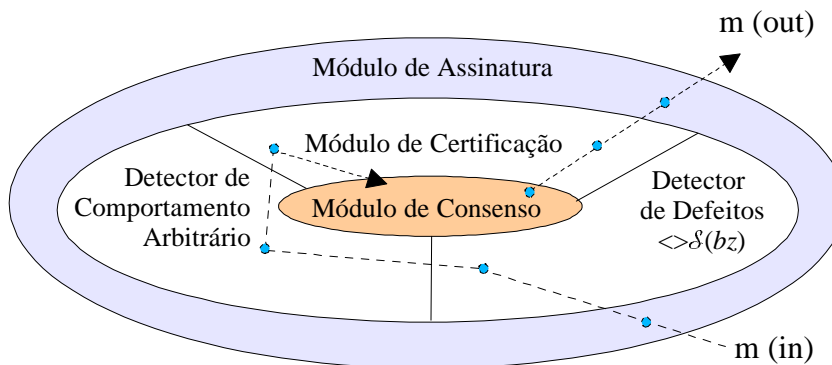 m (out)
Módulo de Assinatura
Módulo de Certificação
Detector de
Comportamento
Arbitrário
Módulo de Consenso
Detector
de Defeitos
<>𝒮(bz)
m (in)